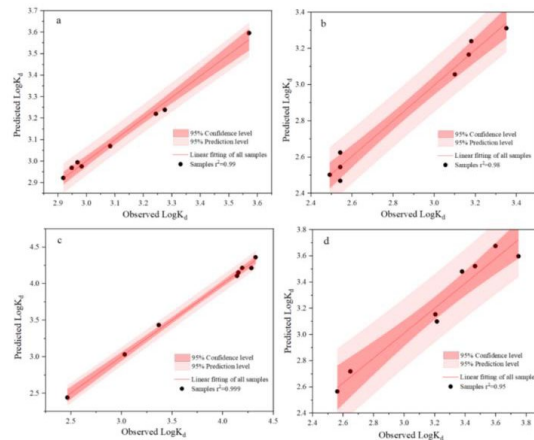 a
3.7
3.6
3.5
3.4
3.3
3.2
3.1
3.0
2.9
Predicted LogKd
95% Confidence level
95% Prediction level
Linear fitting of all samples
Samples r²=0.99
2.9 3.0 3.1 3.2 3.3 3.4 3.5 3.6 3.7
Observed LogKd
b
3.4
3.2
3.0
2.8
2.6
2.4
Predicted LogKd
95% Confidence level
95% Prediction level
Linear fitting of all samples
Samples r²=0.98
2.4 2.6 2.8 3.0 3.2 3.4
Observed LogKd
c
4.5
4.0
3.5
3.0
2.5
Predicted LogKd
95% Confidence level
95% Prediction level
Linear fitting of all samples
Samples r²=0.999
2.5 3.0 3.5 4.0 4.5
Observed LogKd
d
3.8
3.6
3.4
3.2
3.0
2.8
2.6
2.4
Predicted LogKd
95% Confidence level
95% Prediction level
Linear fitting of all samples
Samples r²=0.95
2.6 2.8 3.0 3.2 3.4 3.6 3.8
Observed LogKd